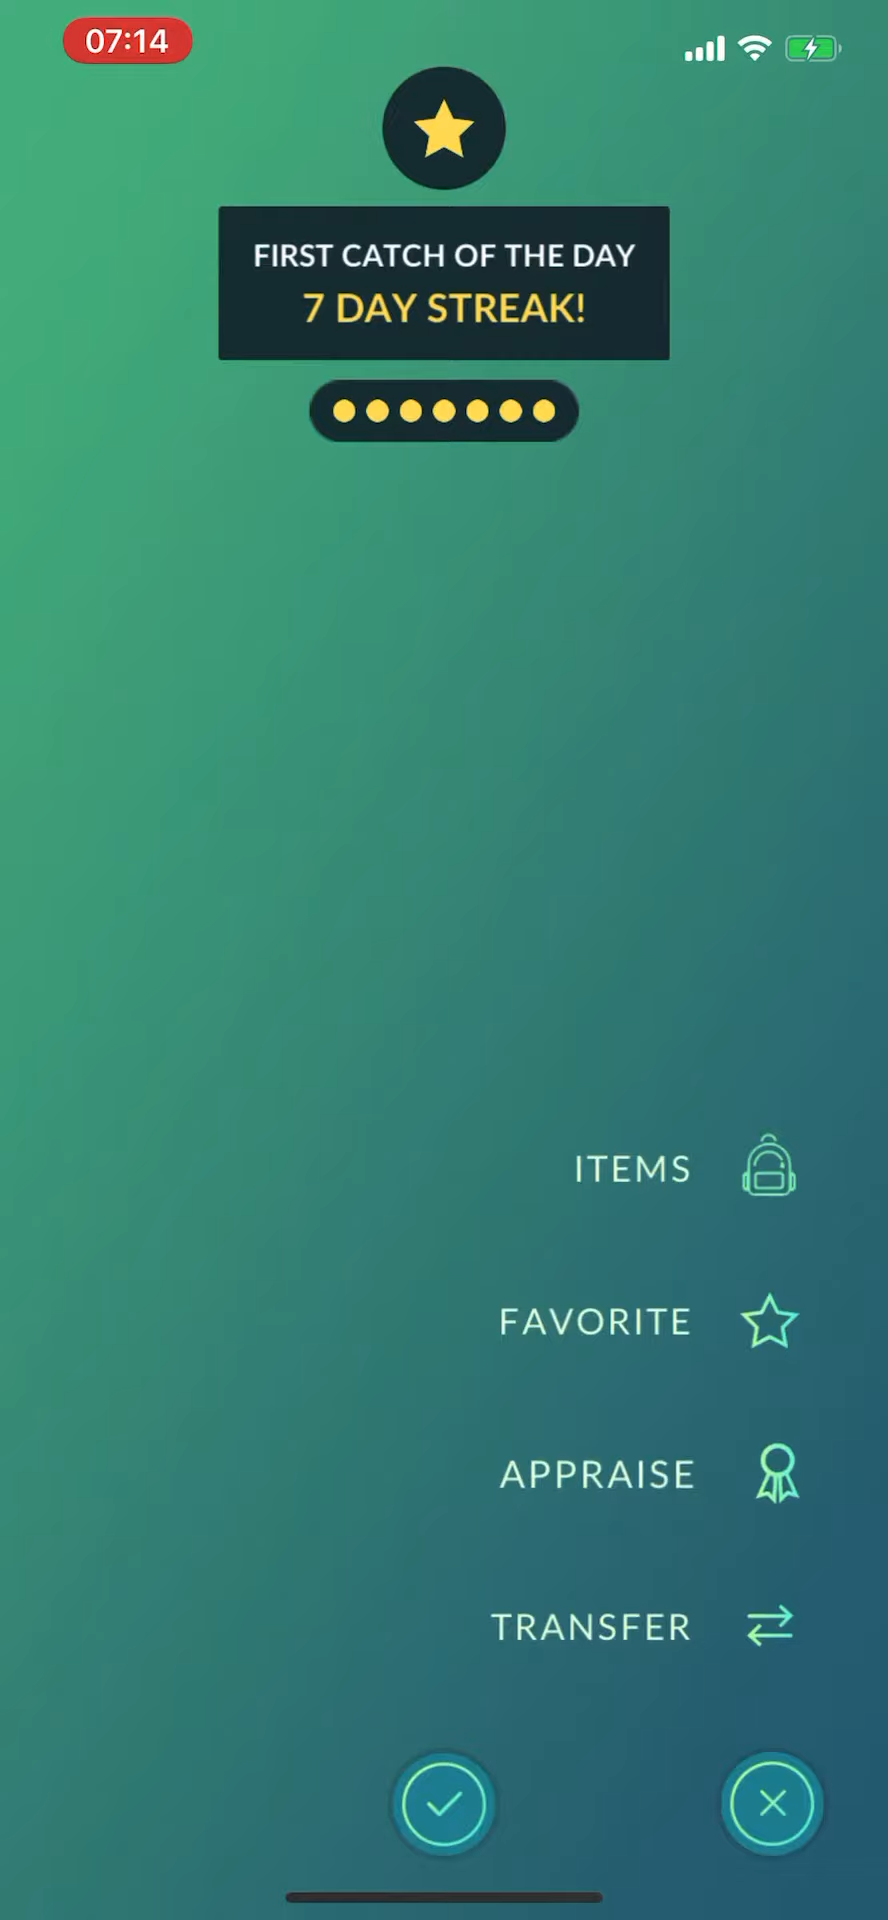 07:14
FIRST CATCH OF THE DAY
7 DAY STREAK!
ITEMS
FAVORITE
APPRAISE
TRANSFER